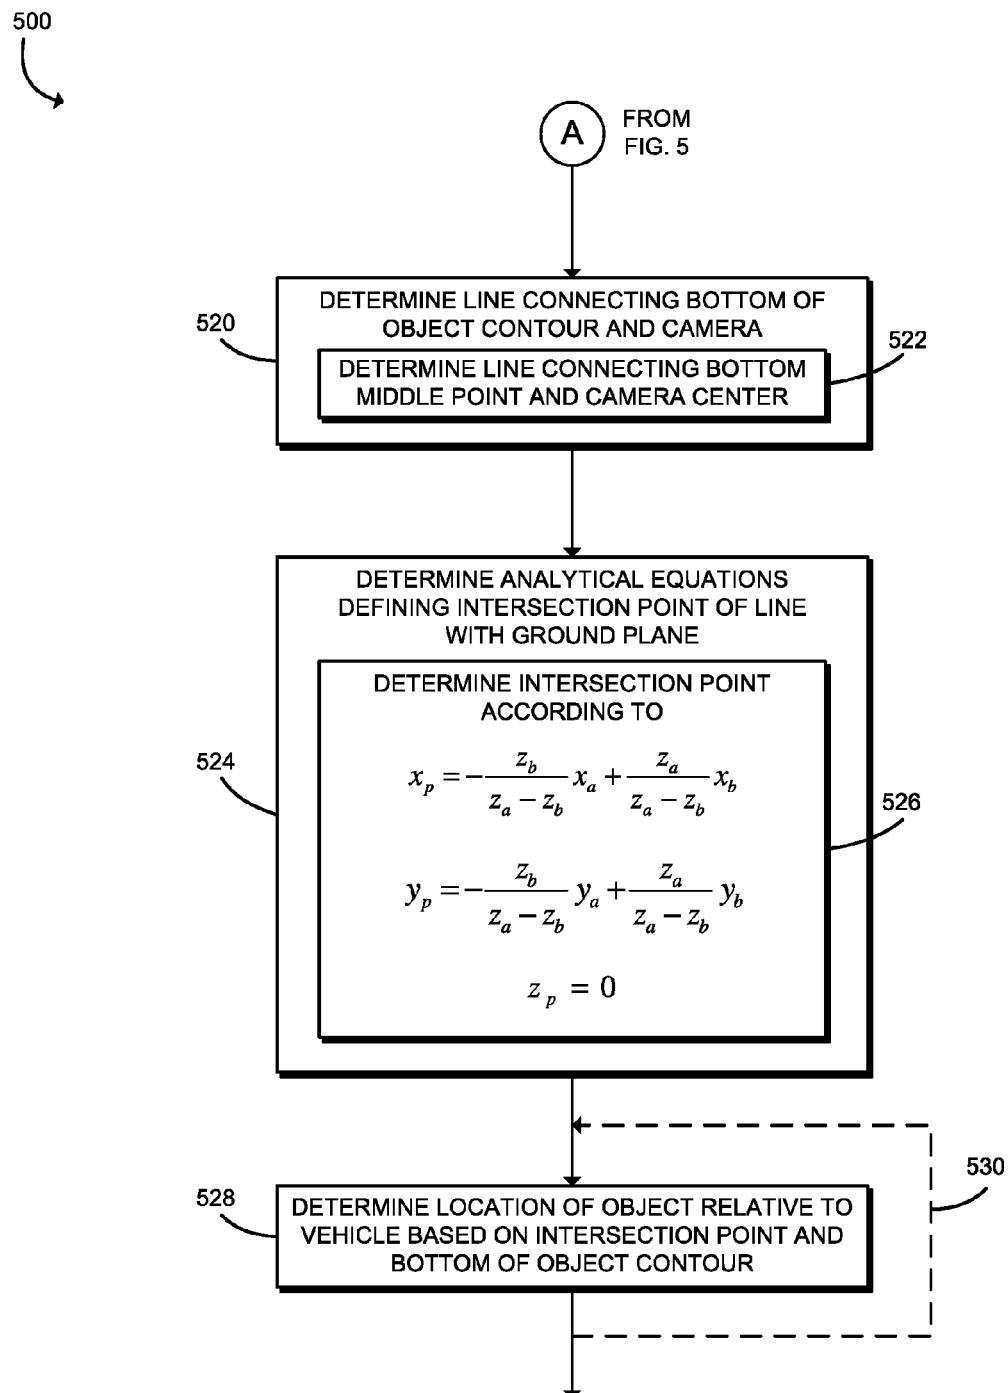 500
A
FROM
FIG. 5
DETERMINE LINE CONNECTING BOTTOM OF
OBJECT CONTOUR AND CAMERA
520
522
DETERMINE LINE CONNECTING BOTTOM
MIDDLE POINT AND CAMERA CENTER
DETERMINE ANALYTICAL EQUATIONS
DEFINING INTERSECTION POINT OF LINE
WITH GROUND PLANE
DETERMINE INTERSECTION POINT
ACCORDING TO
524
526
x_p = -\frac{z_b}{z_a - z_b} x_a + \frac{z_a}{z_a - z_b} x_b
y_p = -\frac{z_b}{z_a - z_b} y_a + \frac{z_a}{z_a - z_b} y_b
z_p = 0
530
528
DETERMINE LOCATION OF OBJECT RELATIVE TO
VEHICLE BASED ON INTERSECTION POINT AND
BOTTOM OF OBJECT CONTOUR